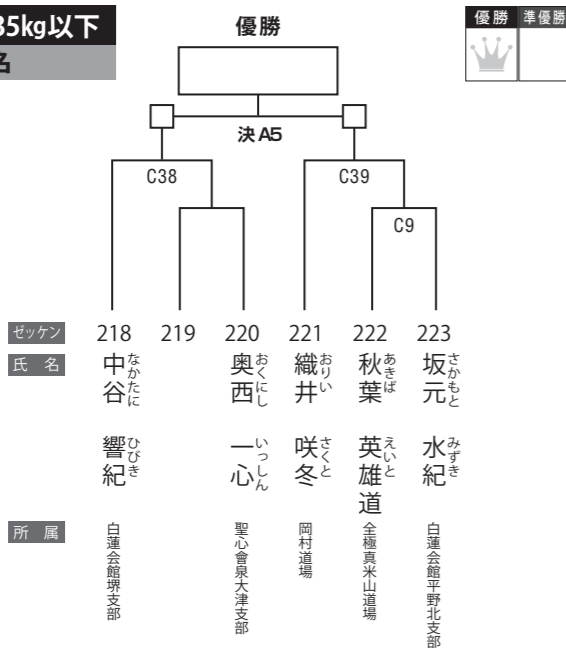 35kg以下
名
優勝
優勝 準優勝
決A5
C38
C39
C9
ゼッケン 218 219 220 221 222 223
氏 名
中谷 響紀
なかたに ひびき
奥西 一心
おくにし いっしん
織井 咲冬
おりい さくと
秋葉 英雄道
あきば えいと
坂元 水紀
さかもと みずき
所 属
白蓮会館堺支部
聖心會泉大津支部
岡村道場
全極真米山道場
白蓮会館平野北支部